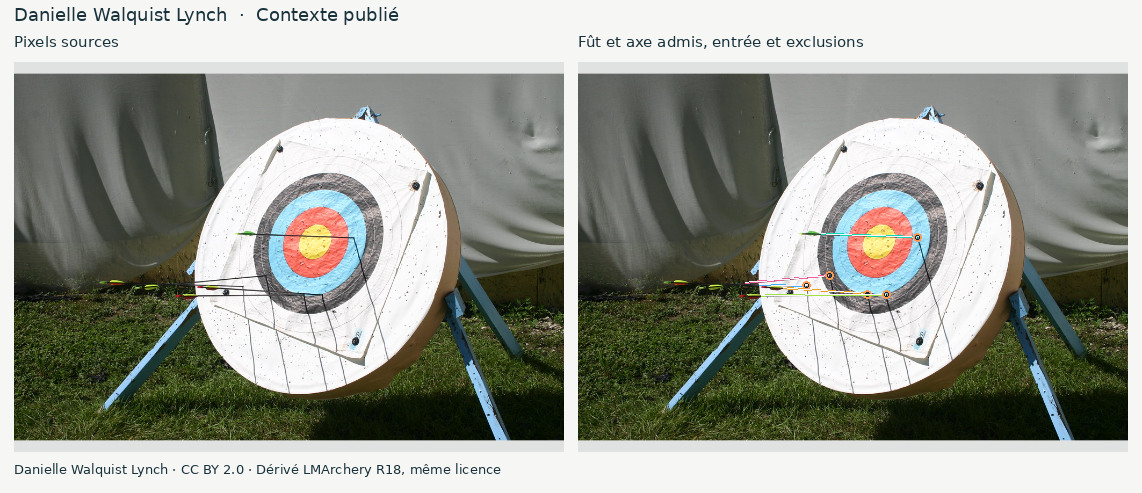 Danielle Walquist Lynch · Contexte publié
Pixels sources
Fût et axe admis, entrée et exclusions
Danielle Walquist Lynch · CC BY 2.0 · Dérivé LMArchery R18, même licence